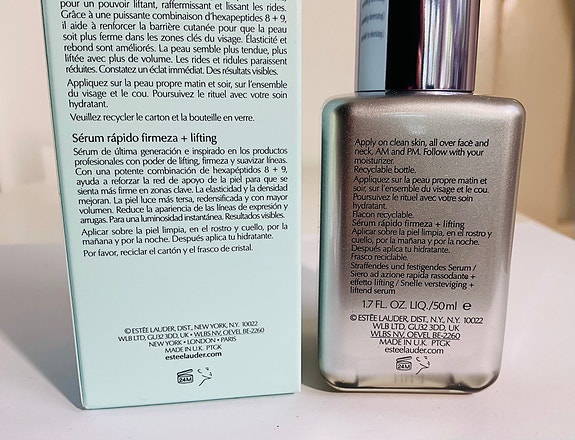 pour un pouvoir liftant, raffermissant et lissant les rides.
Grâce à une puissante combinaison d'hexapeptides 8 + 9,
il aide à renforcer la barrière cutanée pour que la peau
soit plus ferme dans les zones clés du visage. Élasticité et
rebond sont améliorés. La peau semble plus tendue, plus
liftée avec plus de volume. Les rides et ridules paraissent
réduites. Constatez un éclat immédiat. Des résultats visibles.
Appliquez sur la peau propre matin et soir, sur l'ensemble
du visage et le cou. Poursuivez le rituel avec votre soin
hydratant.
Veuillez recycler le carton et la bouteille en verre.
Sérum rápido firmeza + lifting
Sérum de última generación e inspirado en los productos
profesionales con poder de lifting, firmeza y suavizar líneas.
Con una potente combinación de hexapéptidos 8 + 9,
ayuda a reforzar la red de apoyo de la piel para que se
sienta más firme en zonas clave. La elasticidad y la densidad
mejoran. La piel luce más tersa, redensificada y con mayor
volumen. Reduce la apariencia de las líneas de expresión y
arrugas. Para una luminosidad instantánea. Resultados visibles.
Aplicar sobre la piel limpia, en el rostro y cuello, por la
mañana y por la noche. Después aplica tu hidratante.
Por favor, reciclar el cartón y el frasco de cristal.
© ESTÉE LAUDER, DIST., NEW YORK, N.Y. 10022
WLB LTD, GU32 3DD, UK • WLBS NV, OEVEL BE-2260
NEW YORK • LONDON • PARIS
MADE IN U.K. PTGK
esteelauder.com
24M
Apply on clean skin, all over face and
neck, AM and PM. Follow with your
moisturizer.
Recyclable bottle.
Appliquez sur la peau propre matin et
soir, sur l'ensemble du visage et le cou.
Poursuivez le rituel avec votre soin
hydratant.
Flacon recyclable.
Sérum rápido firmeza + lifting
Aplicar sobre la piel limpia, en el rostro y
cuello, por la mañana y por la noche.
Después aplica tu hidratante.
Frasco reciclable.
Straffendes und festigendes Serum /
Siero ad azione rapida rassodante +
effetto lifting / Snelle versteviging +
liftend serum
1.7 FL. OZ. LIQ./50 ml ℮
© ESTÉE LAUDER, DIST., N.Y., N.Y. 10022
WLB LTD, GU32 3DD, UK
WLBS NV, OEVEL BE-2260
MADE IN U.K. PTGK
esteelauder.com
24M